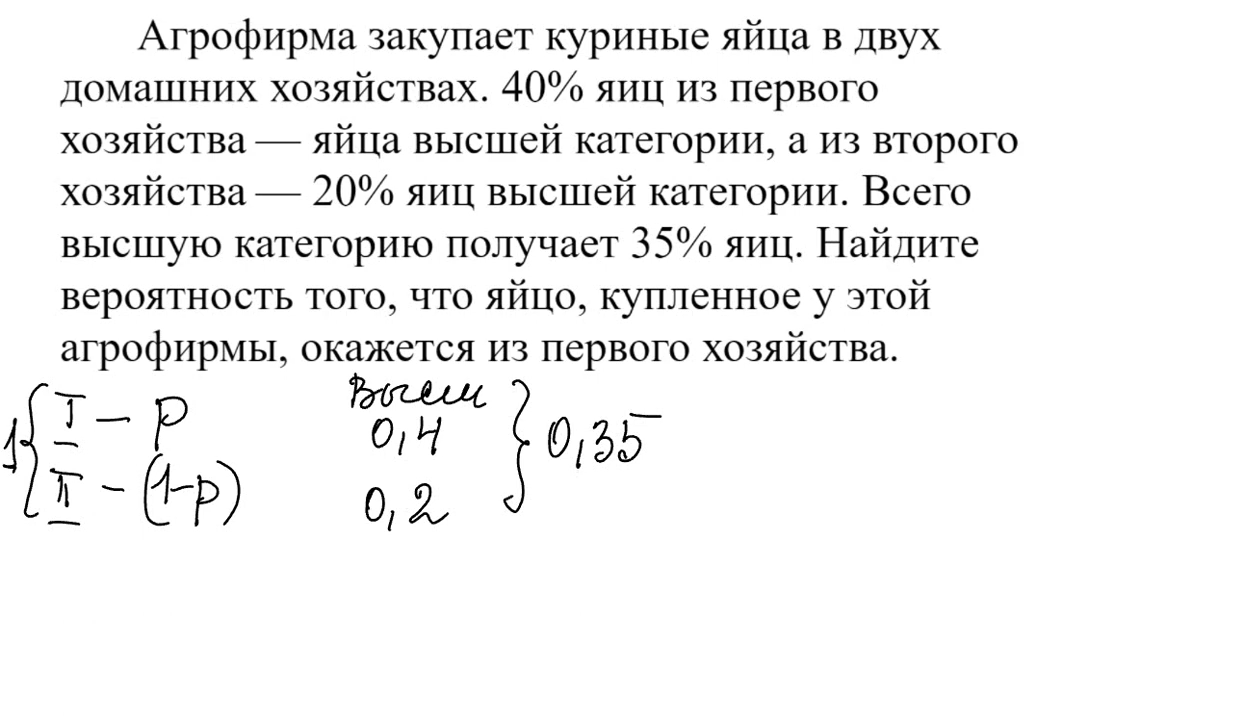 Агрофирма закупает куриные яйца в двух
домашних хозяйствах. 40% яиц из первого
хозяйства — яйца высшей категории, а из второго
хозяйства — 20% яиц высшей категории. Всего
высшую категорию получает 35% яиц. Найдите
вероятность того, что яйцо, купленное у этой
агрофирмы, окажется из первого хозяйства.
Высш
1 { I – p 0,4 } 0,35
II – (1-p) 0,2